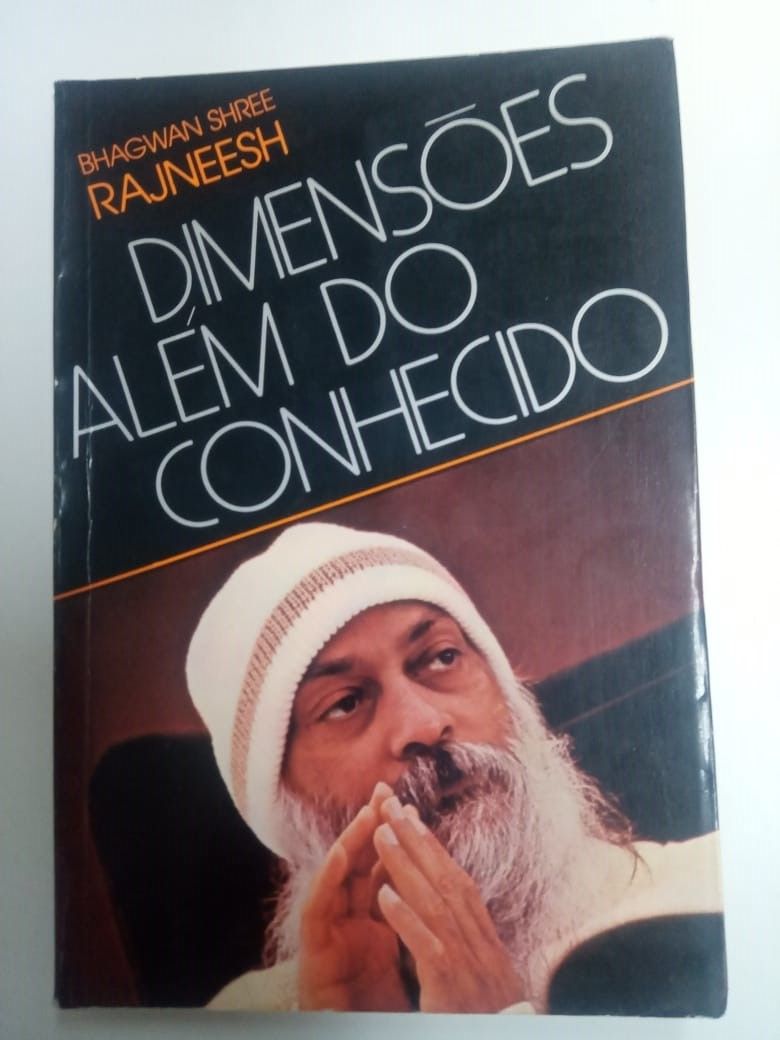 BHAGWAN SHREE
RAJNEESH
DIMENSÕES
ALÉM DO
CONHECIDO